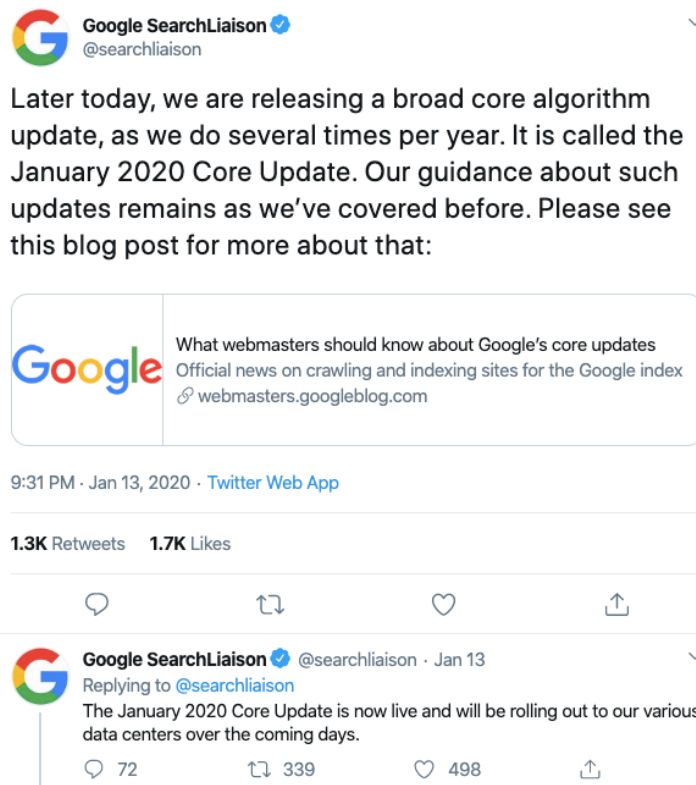 Google SearchLiaison
@searchliaison
Later today, we are releasing a broad core algorithm
update, as we do several times per year. It is called the
January 2020 Core Update. Our guidance about such
updates remains as we’ve covered before. Please see
this blog post for more about that:
Google
What webmasters should know about Google’s core updates
Official news on crawling and indexing sites for the Google index
webmasters.googleblog.com
9:31 PM · Jan 13, 2020 · Twitter Web App
1.3K Retweets 1.7K Likes
Google SearchLiaison @searchliaison · Jan 13
Replying to @searchliaison
The January 2020 Core Update is now live and will be rolling out to our various
data centers over the coming days.
72 339 498